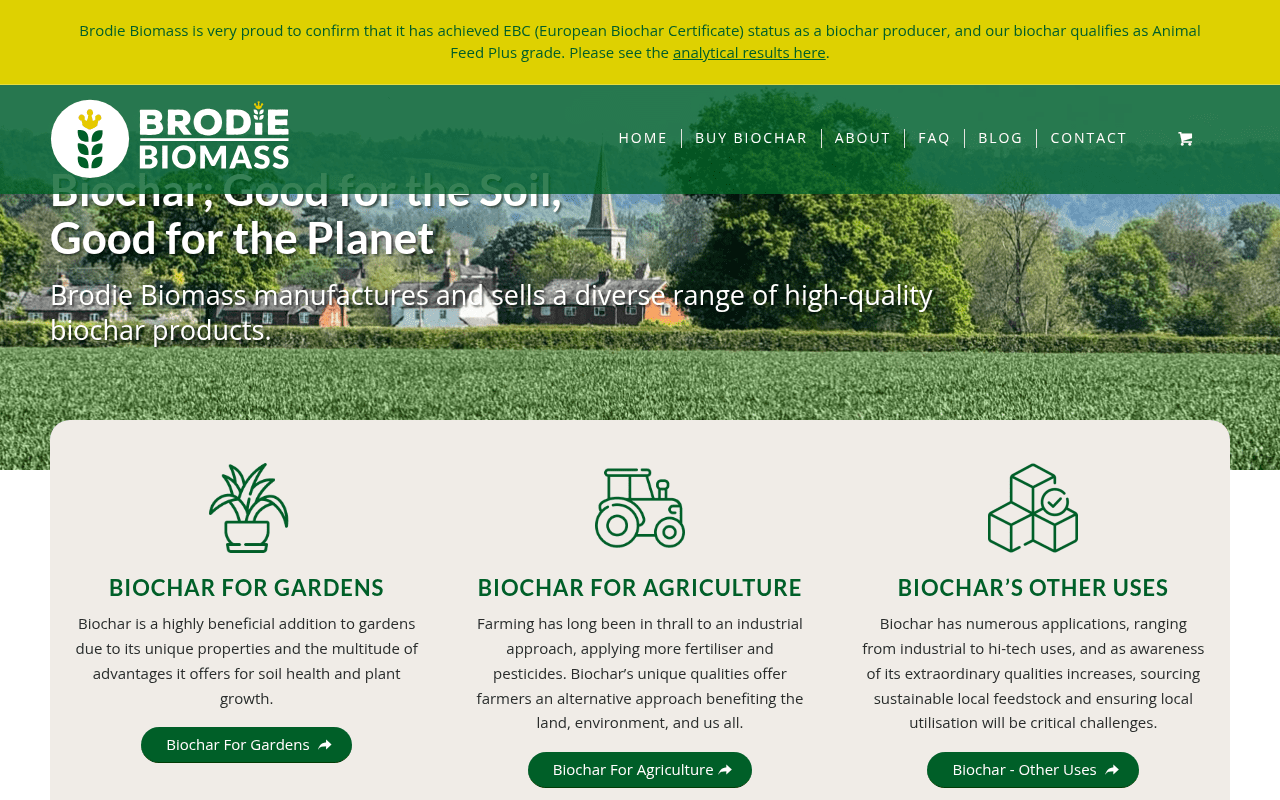 Brodie Biomass is very proud to confirm that it has achieved EBC (European Biochar Certificate) status as a biochar producer, and our biochar qualifies as Animal
Feed Plus grade. Please see the analytical results here.
BRODIE
BIOMASS
HOME
BUY BIOCHAR
ABOUT
FAQ
BLOG
CONTACT
Biochar; Good for the Soil,
Good for the Planet
Brodie Biomass manufactures and sells a diverse range of high-quality
biochar products.
BIOCHAR FOR GARDENS
Biochar is a highly beneficial addition to gardens
due to its unique properties and the multitude of
advantages it offers for soil health and plant
growth.
Biochar For Gardens
BIOCHAR FOR AGRICULTURE
Farming has long been in thrall to an industrial
approach, applying more fertiliser and
pesticides. Biochar’s unique qualities offer
farmers an alternative approach benefiting the
land, environment, and us all.
Biochar For Agriculture
BIOCHAR’S OTHER USES
Biochar has numerous applications, ranging
from industrial to hi-tech uses, and as awareness
of its extraordinary qualities increases, sourcing
sustainable local feedstock and ensuring local
utilisation will be critical challenges.
Biochar - Other Uses